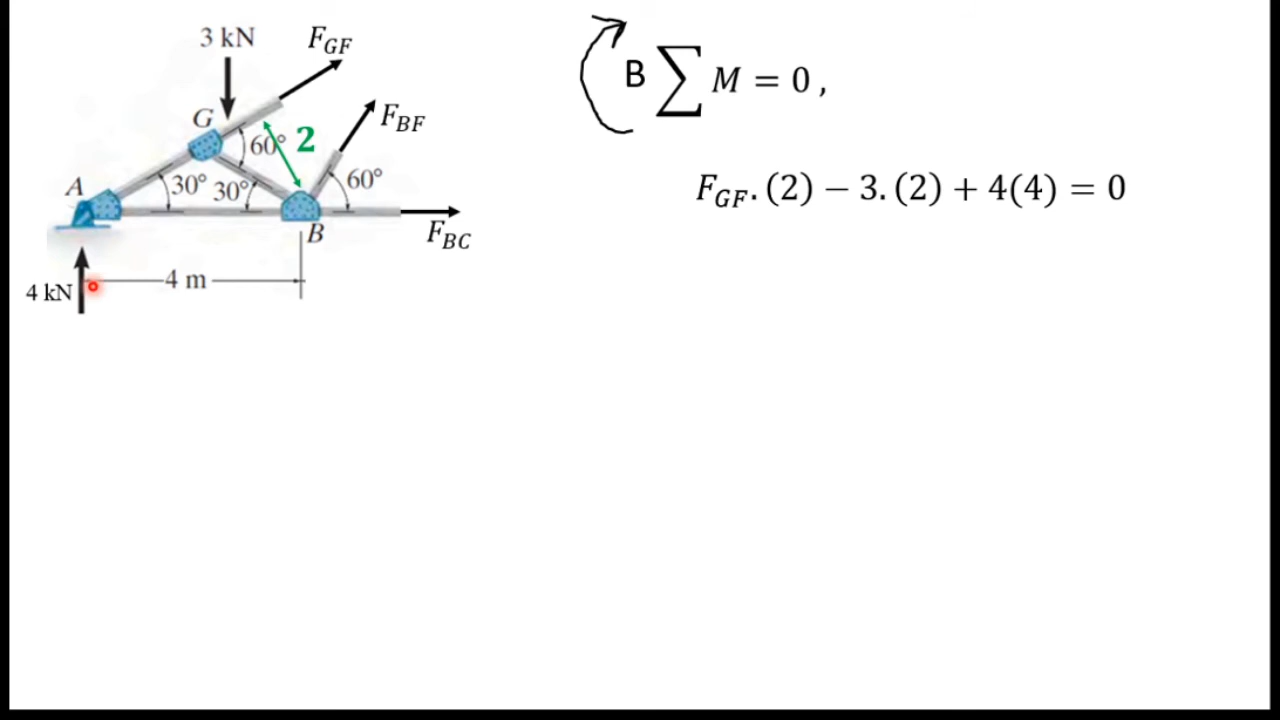 3 kN
F_GF
G
F_BF
60° 2
A
30° 30°
60°
B
F_BC
4 m
4 kN
B ∑ M = 0 ,
F_GF. (2) − 3. (2) + 4(4) = 0